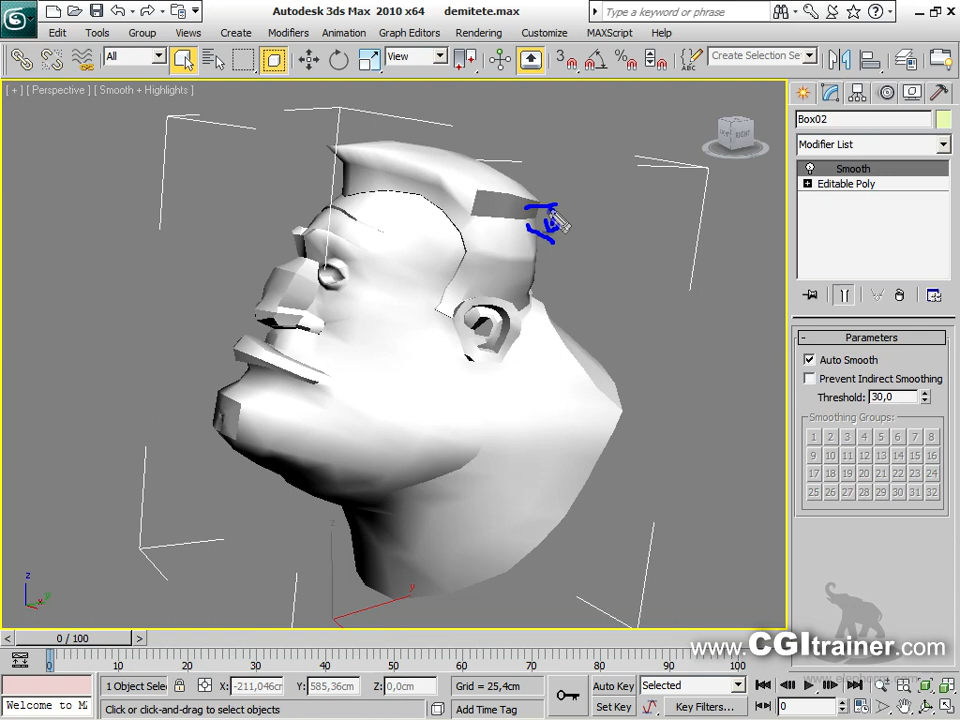 Autodesk 3ds Max 2010 x64 demitete.max
Type a keyword or phrase
Edit Tools Group Views Create Modifiers Animation Graph Editors Rendering Customize MAXScript Help
All View 3 ABC Create Selection Se
[ + ] [ Perspective ] [ Smooth + Highlights ]
RIGHT
Box02
Modifier List
Smooth
Editable Poly
Parameters
Auto Smooth
Prevent Indirect Smoothing
Threshold: 30,0
Smoothing Groups:
1 2 3 4 5 6 7 8
9 10 11 12 13 14 15 16
17 18 19 20 21 22 23 24
25 26 27 28 29 30 31 32
z
y
z
y
x
< 0 / 100 >
www.CGItrainer.com
0 10 20 30 40 50 60 70 80 90 100
1 Object Selec X: -211,046cm Y: 585,36cm Z: 0,0cm Grid = 25,4cm Auto Key Selected
Welcome to M Click or click-and-drag to select objects Add Time Tag Set Key Key Filters... 0